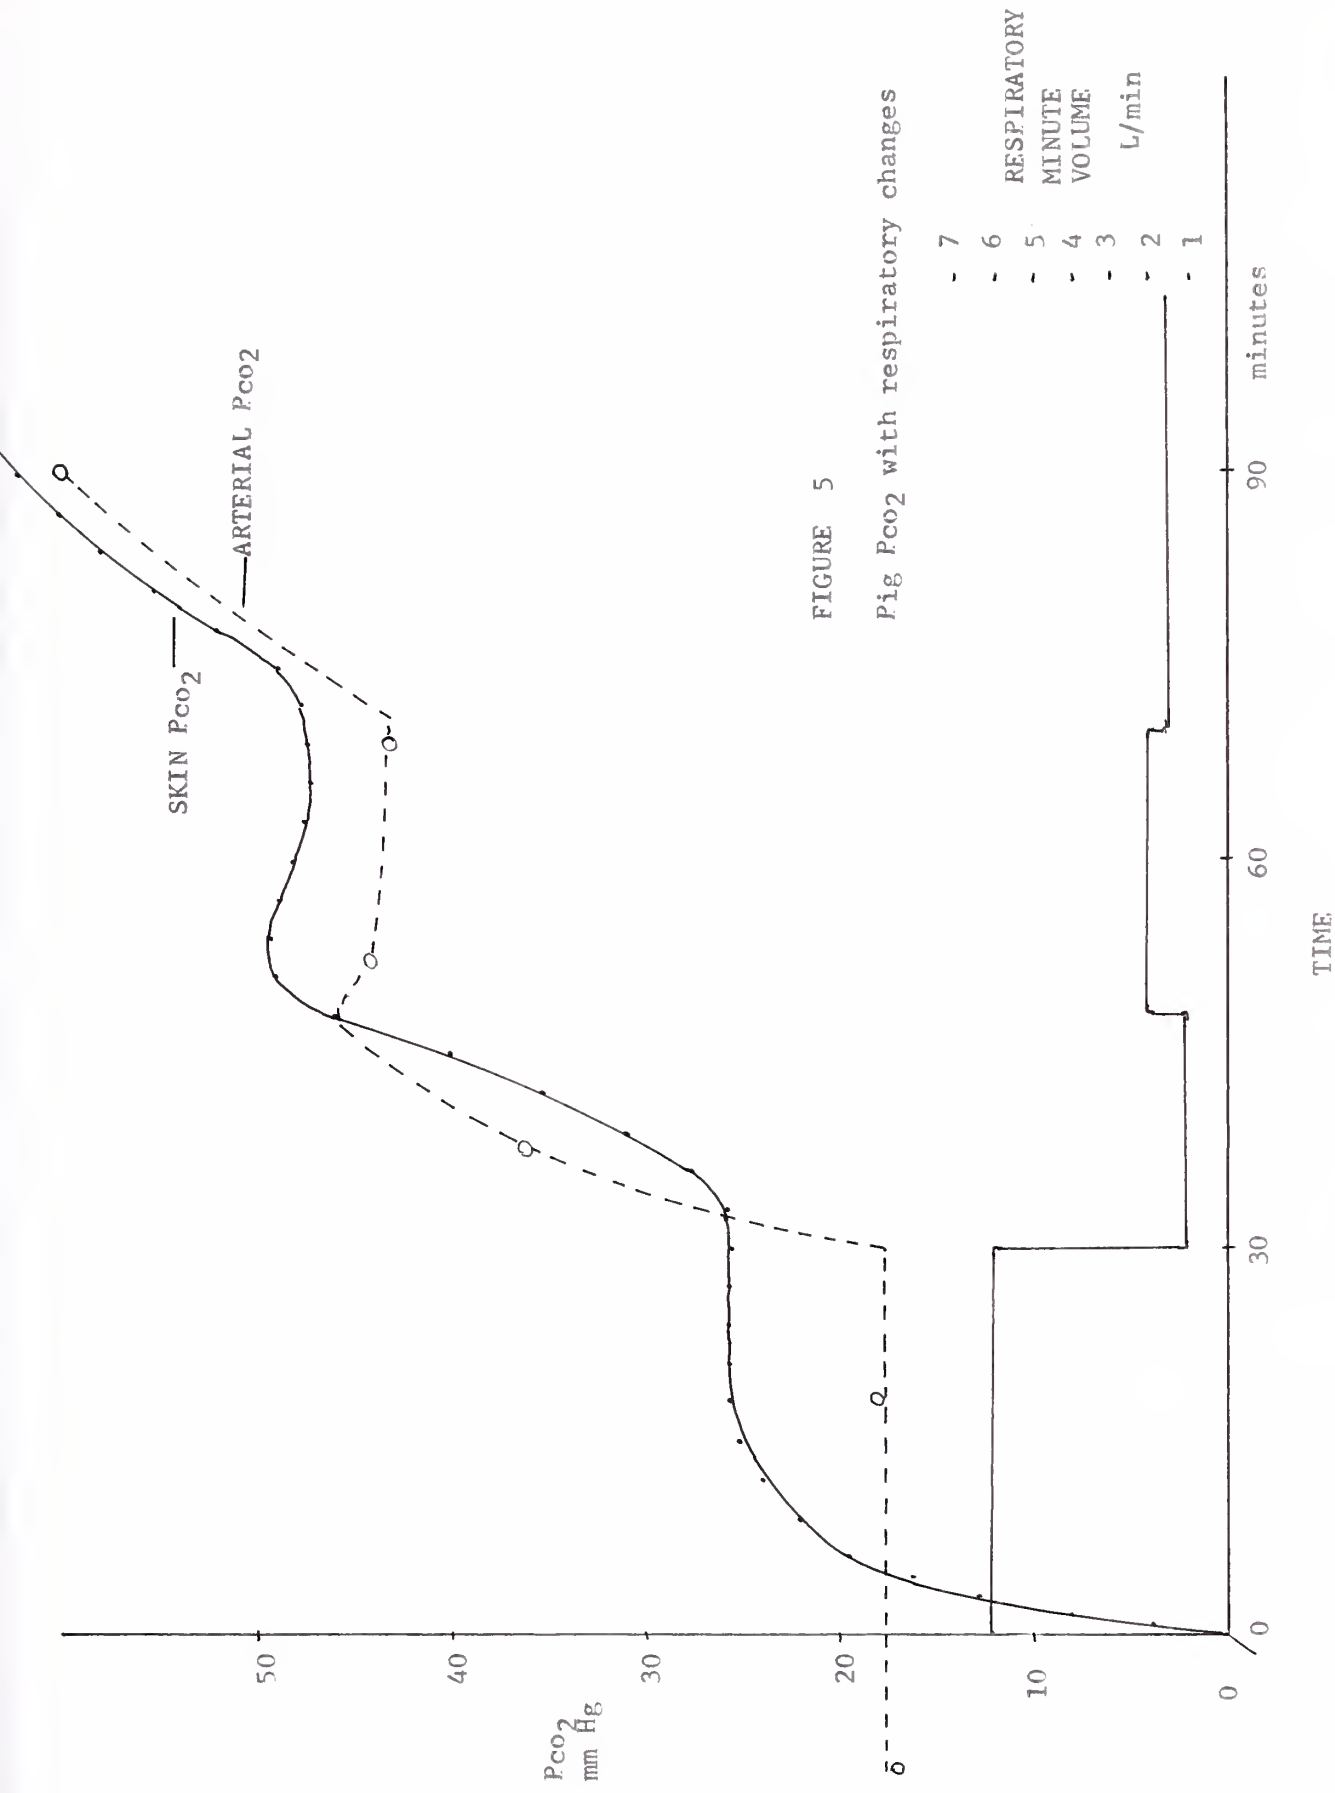 SKIN Pco2
ARTERIAL Pco2
50
40
30
20
10
0
Pco2
mm Hg
FIGURE 5
Pig Pco2 with respiratory changes
7
6
5
4
3
2
1
RESPIRATORY
MINUTE
VOLUME
L/min
0
30
60
90
minutes
TIME